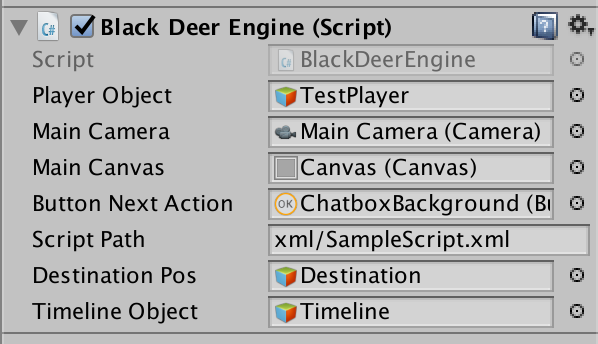 C# Black Deer Engine (Script)
Script C# BlackDeerEngine
Player Object TestPlayer
Main Camera Main Camera (Camera)
Main Canvas Canvas (Canvas)
Button Next Action OK ChatboxBackground (Bu
Script Path xml/SampleScript.xml
Destination Pos Destination
Timeline Object Timeline